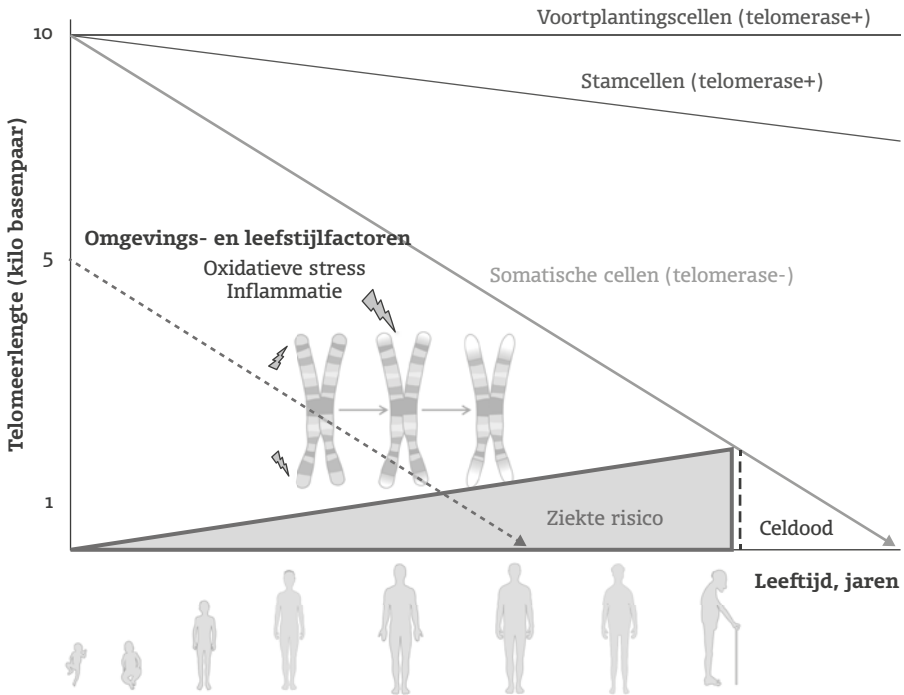 Voortplantingscellen (telomerase+)
10
Stamcellen (telomerase+)
Telomeerlengte (kilo basenpaar)
Omgevings- en leefstijlfactoren
5
Oxidatieve stress
Inflammatie
Somatische cellen (telomerase-)
1
Ziekte risico
Celdood
Leeftijd, jaren